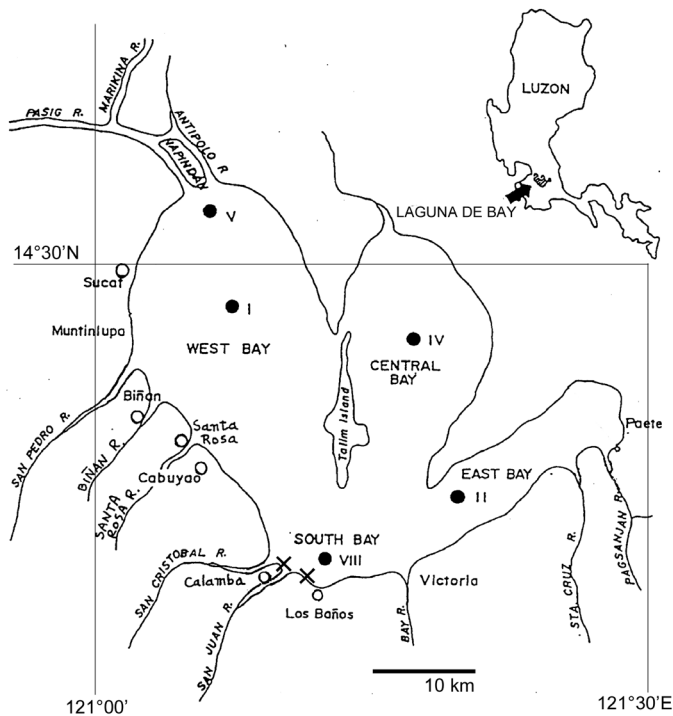 MARIKINA R.
PASIG R.
ANTIPOLO R
NAPINDAN
LUZON
LAGUNA DE BAY
V
14°30'N
Sucat
I
IV
Muntinlupa
WEST BAY
CENTRAL
BAY
Talim Island
Biñan
Santa
Rosa
Paete
SAN PEDRO R.
BIÑAN R.
Cabuyao
EAST BAY
II
SANTA
ROSA R.
PAGSANJAN R.
SOUTH BAY
VIII
SAN CRISTOBAL R.
Calamba
Victoria
STA. CRUZ R.
Los Baños
SAN JUAN R.
BAY R.
10 km
121°00'
121°30'E